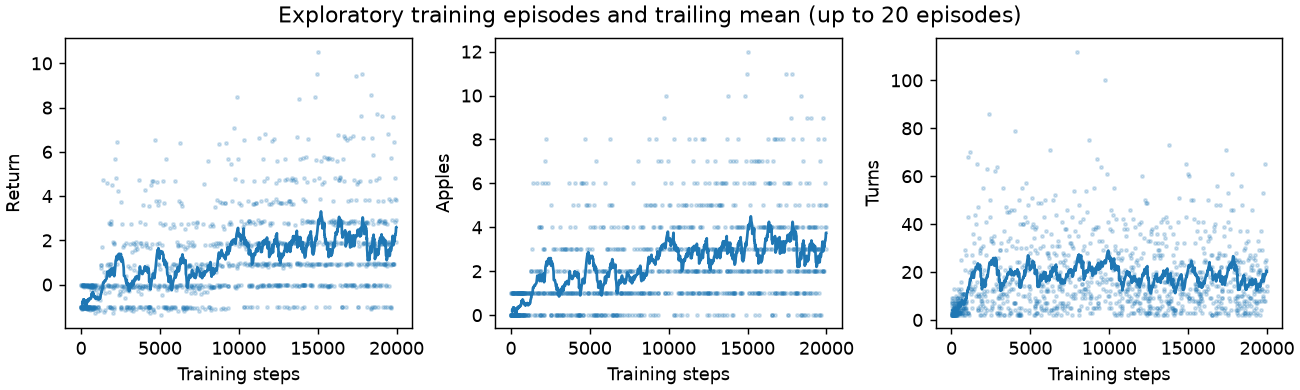 Exploratory training episodes and trailing mean (up to 20 episodes)
Return
10
8
6
4
2
0
0 5000 10000 15000 20000
Training steps
Apples
12
10
8
6
4
2
0
0 5000 10000 15000 20000
Training steps
Turns
100
80
60
40
20
0
0 5000 10000 15000 20000
Training steps